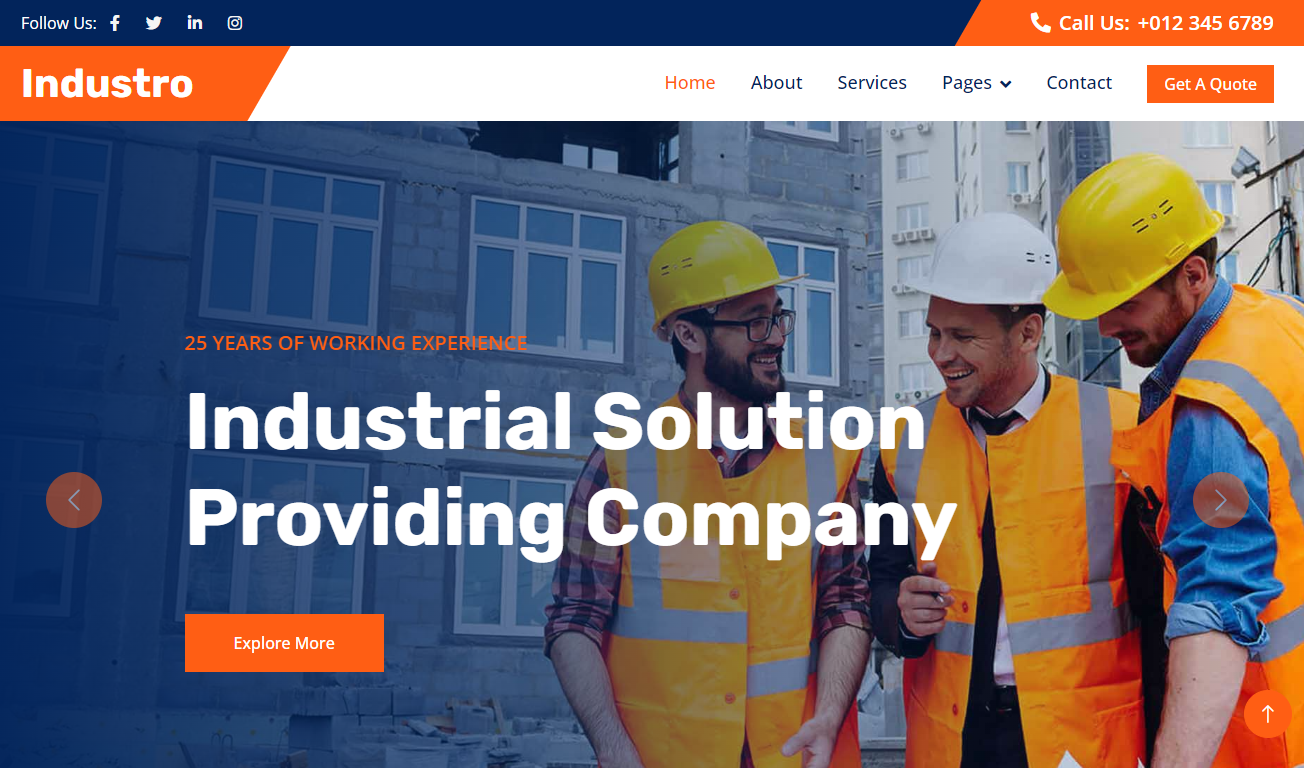 Follow Us:
Call Us: +012 345 6789
Industro
Home About Services Pages Contact Get A Quote
25 YEARS OF WORKING EXPERIENCE
Industrial Solution
Providing Company
Explore More